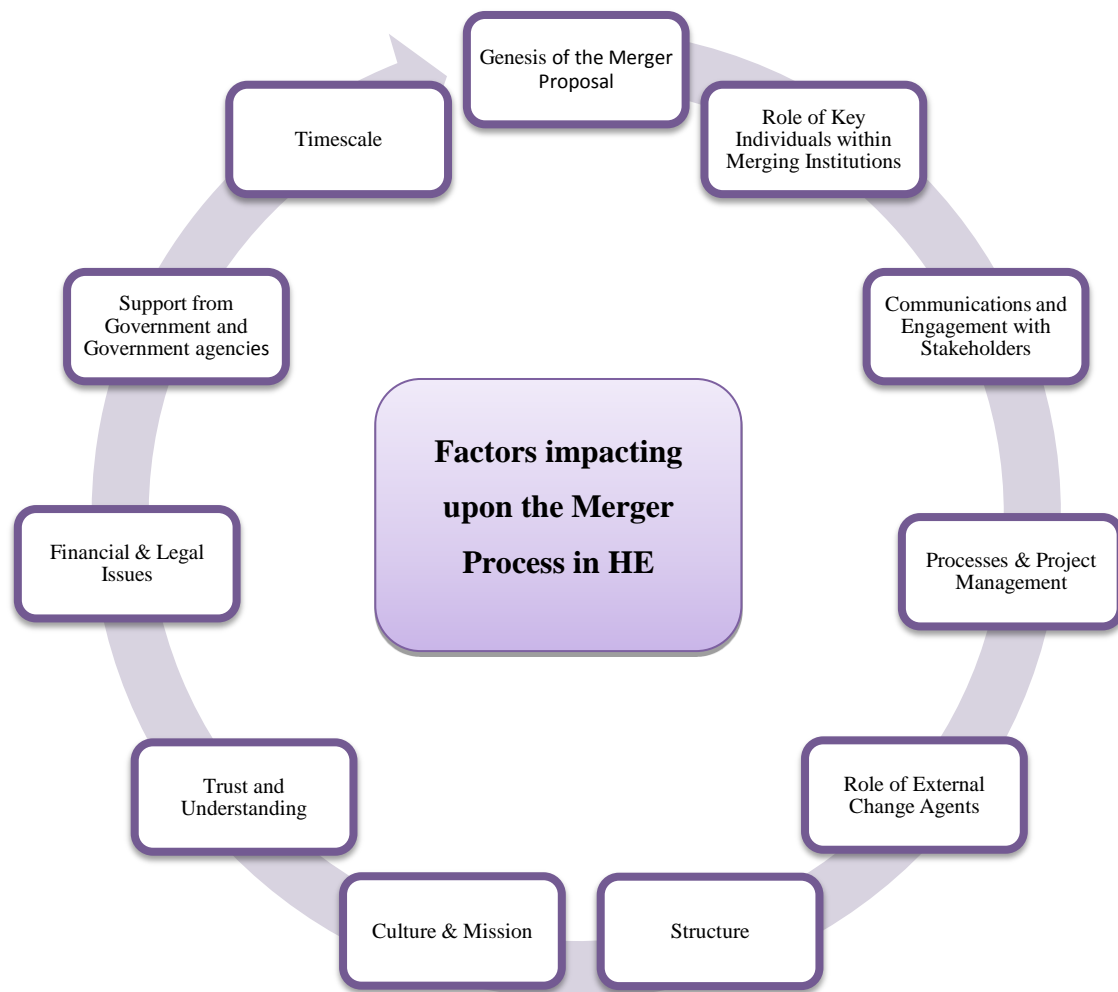 Genesis of the Merger
Proposal
Role of Key
Individuals within
Merging Institutions
Communications and
Engagement with
Stakeholders
Processes & Project
Management
Role of External
Change Agents
Structure
Culture & Mission
Trust and
Understanding
Financial & Legal
Issues
Support from
Government and
Government agencies
Timescale
Factors impacting
upon the Merger
Process in HE